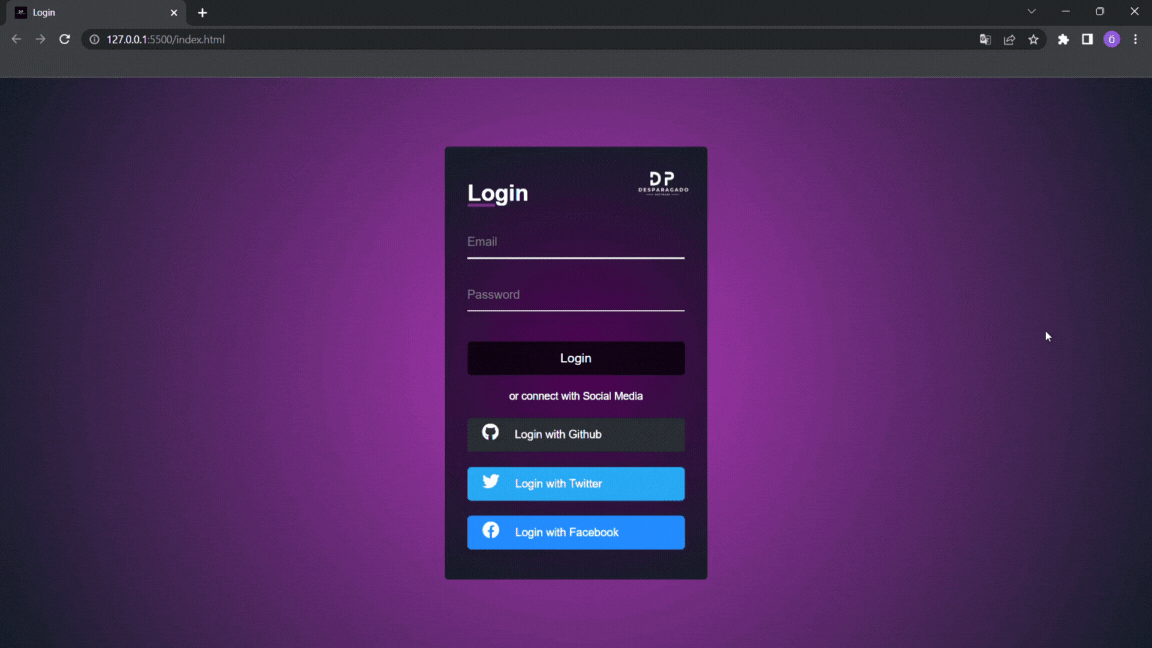 Login
127.0.0.1:5500/index.html
DP
DESPARAGADO
Login
Email
Password
Login
or connect with Social Media
Login with Github
Login with Twitter
Login with Facebook